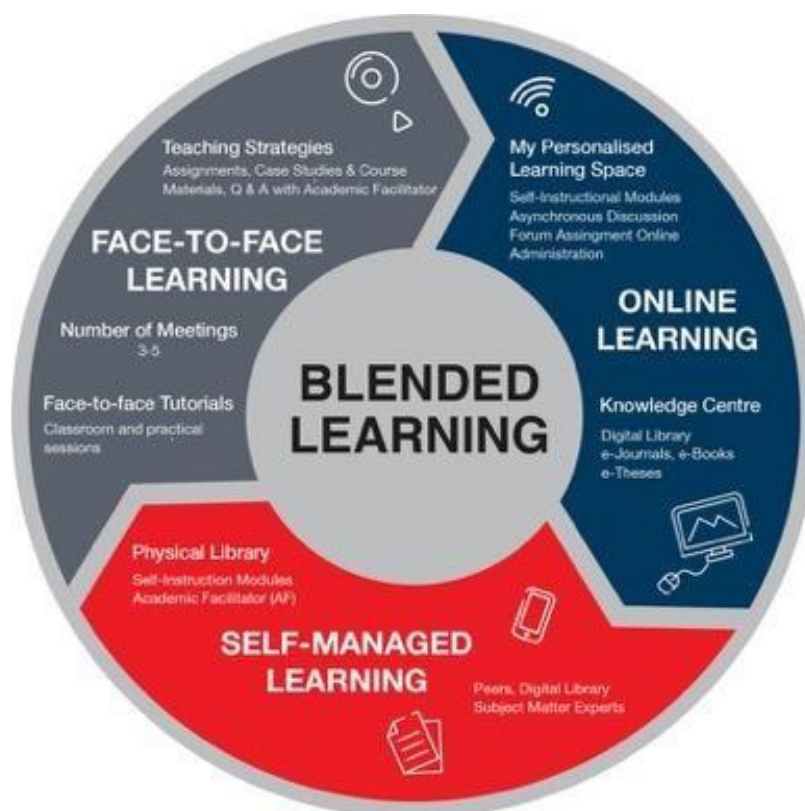 Teaching Strategies
Assignments, Case Studies & Course
Materials, Q & A with Academic Facilitator
FACE-TO-FACE
LEARNING
Number of Meetings
3-5
Face-to-face Tutorials
Classroom and practical
sessions
My Personalised
Learning Space
Self-Instructional Modules
Asynchronous Discussion
Forum Assingment Online
Administration
ONLINE
LEARNING
Knowledge Centre
Digital Library
e-Journals, e-Books
e-Theses
BLENDED
LEARNING
Physical Library
Self-Instruction Modules
Academic Facilitator (AF)
SELF-MANAGED
LEARNING
Peers, Digital Library
Subject Matter Experts